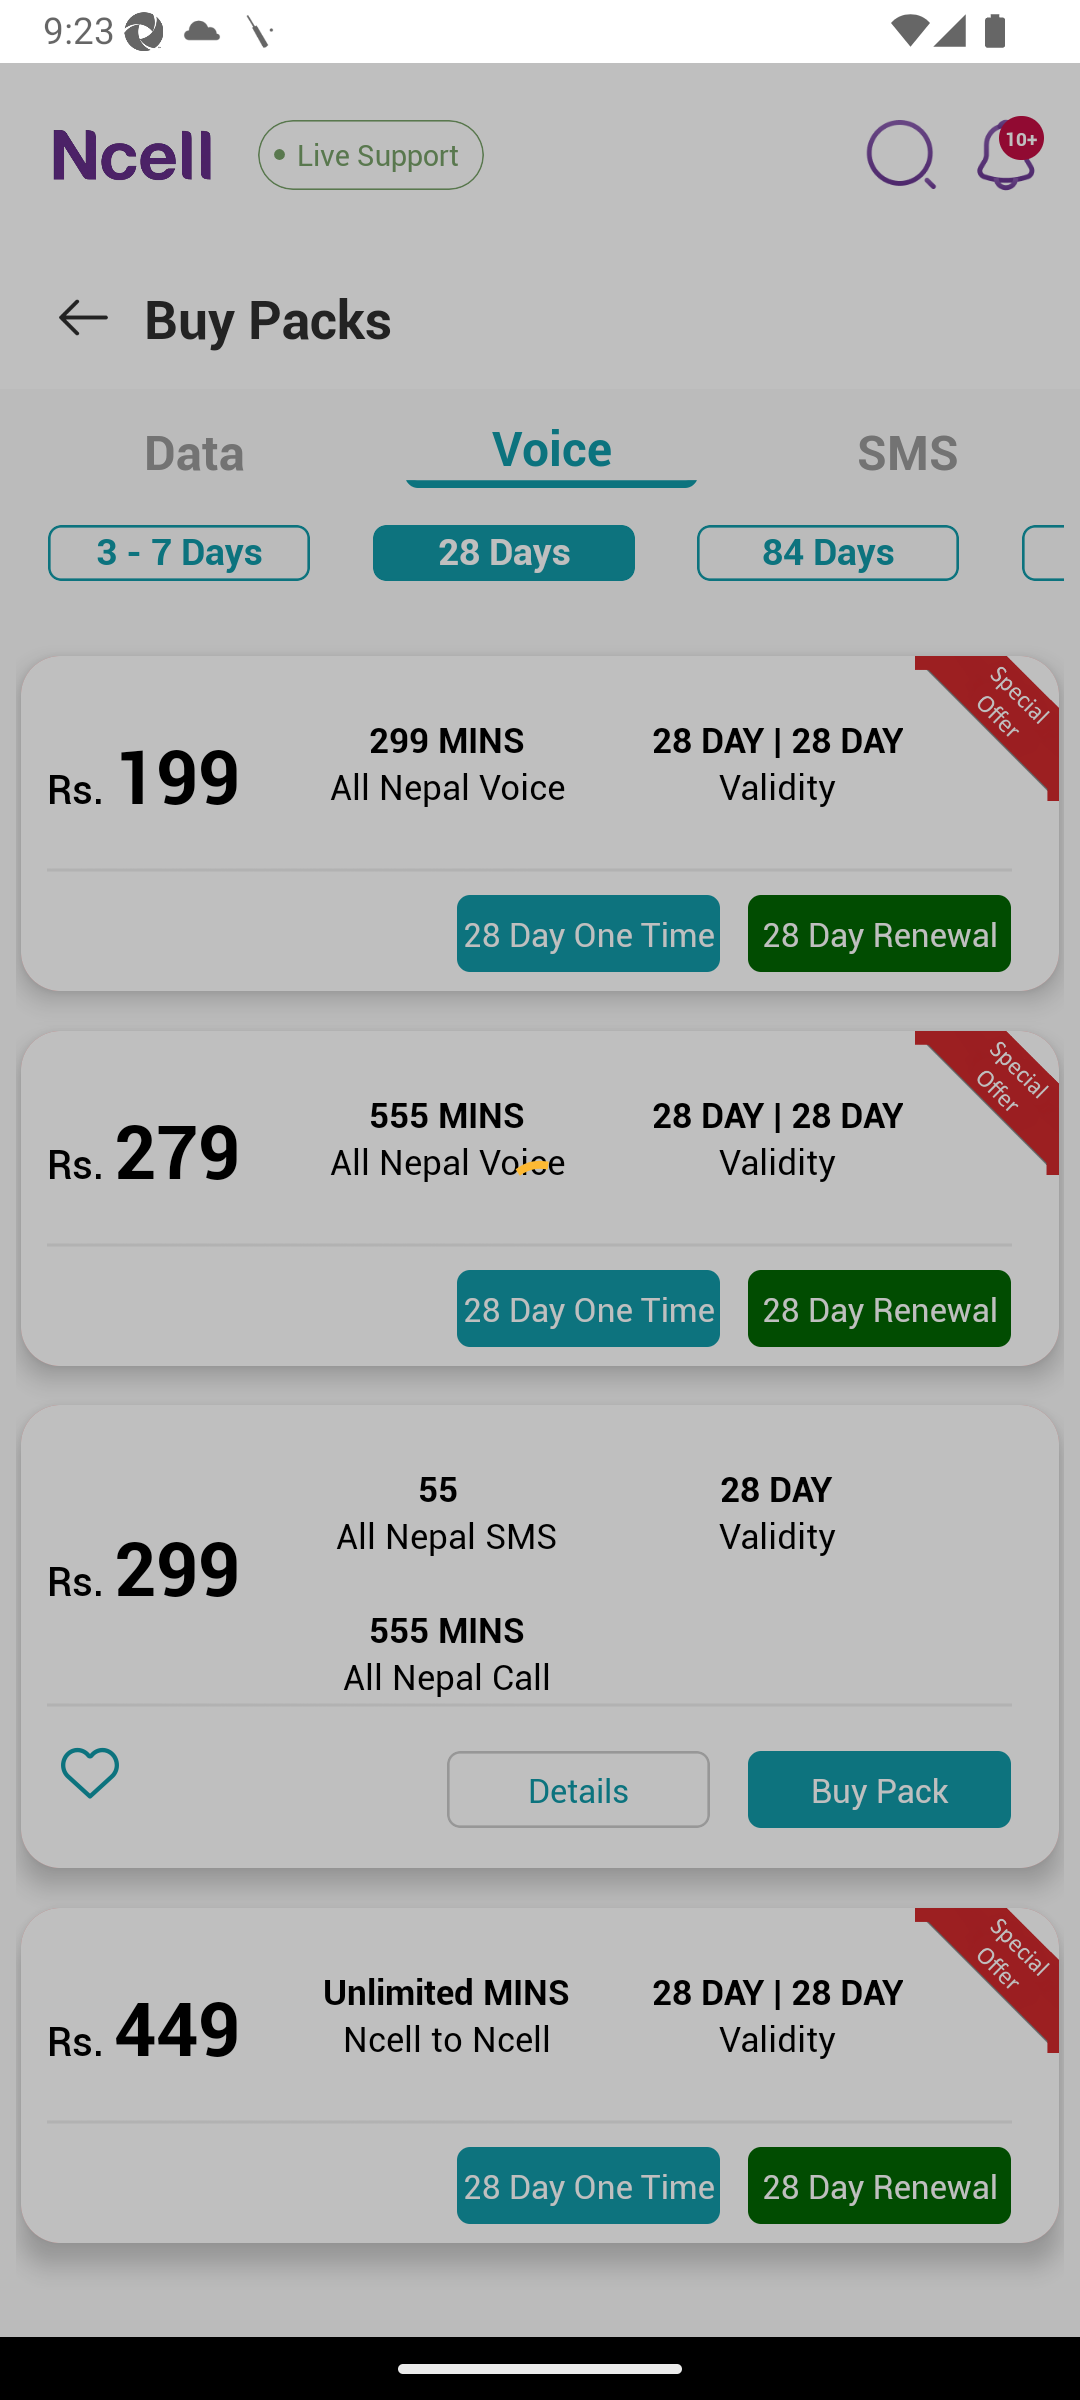 9:23
Ncell
Live Support
10+
Buy Packs
Data
Voice
SMS
3 - 7 Days
28 Days
84 Days
Special
Offer
Rs. 199
299 MINS
All Nepal Voice
28 DAY | 28 DAY
Validity
28 Day One Time
28 Day Renewal
Special
Offer
Rs. 279
555 MINS
All Nepal Voice
28 DAY | 28 DAY
Validity
28 Day One Time
28 Day Renewal
Rs. 299
55
All Nepal SMS
28 DAY
Validity
555 MINS
All Nepal Call
Details
Buy Pack
Special
Offer
Rs. 449
Unlimited MINS
Ncell to Ncell
28 DAY | 28 DAY
Validity
28 Day One Time
28 Day Renewal